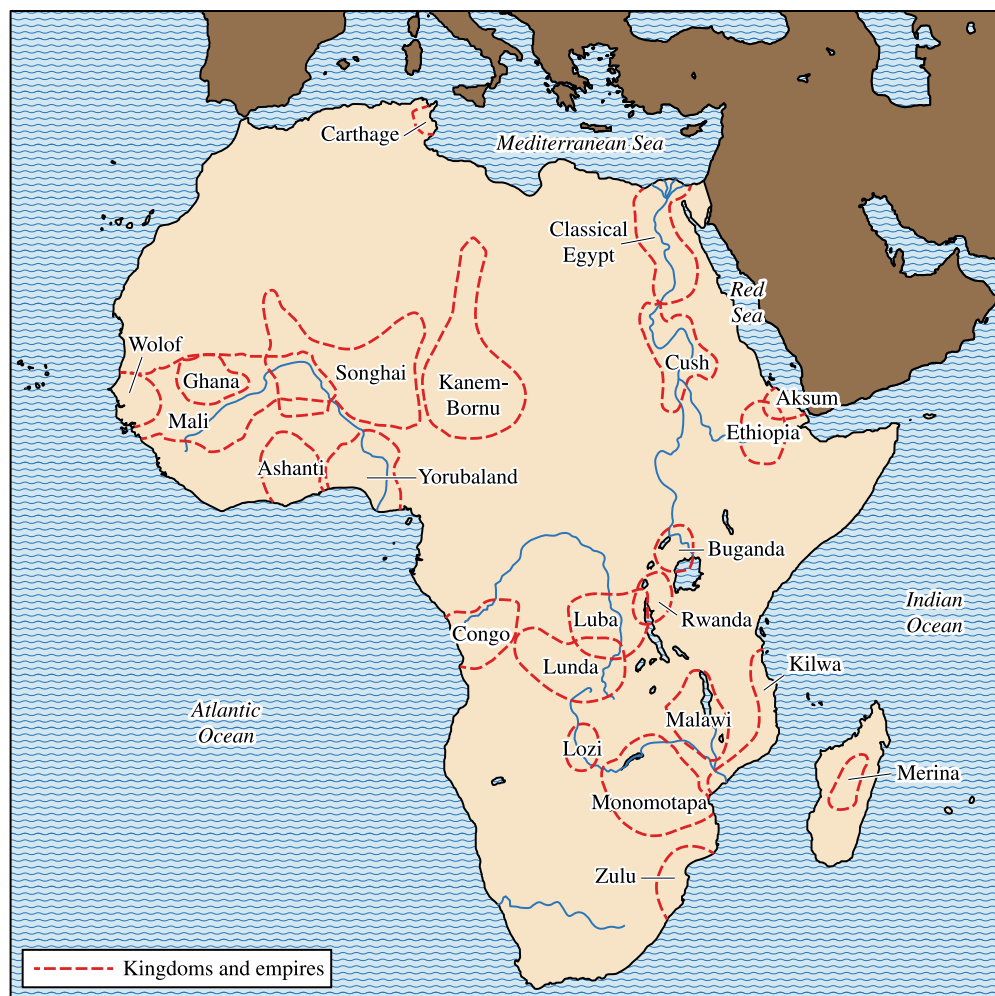 Carthage
Mediterranean Sea
Classical
Egypt
Red
Sea
Wolof
Ghana
Songhai
Kanem-
Bornu
Cush
Mali
Aksum
Ethiopia
Ashanti
Yorubaland
Buganda
Luba
Rwanda
Indian
Ocean
Congo
Lunda
Kilwa
Atlantic
Ocean
Malawi
Lozi
Merina
Monomotapa
Zulu
Kingdoms and empires